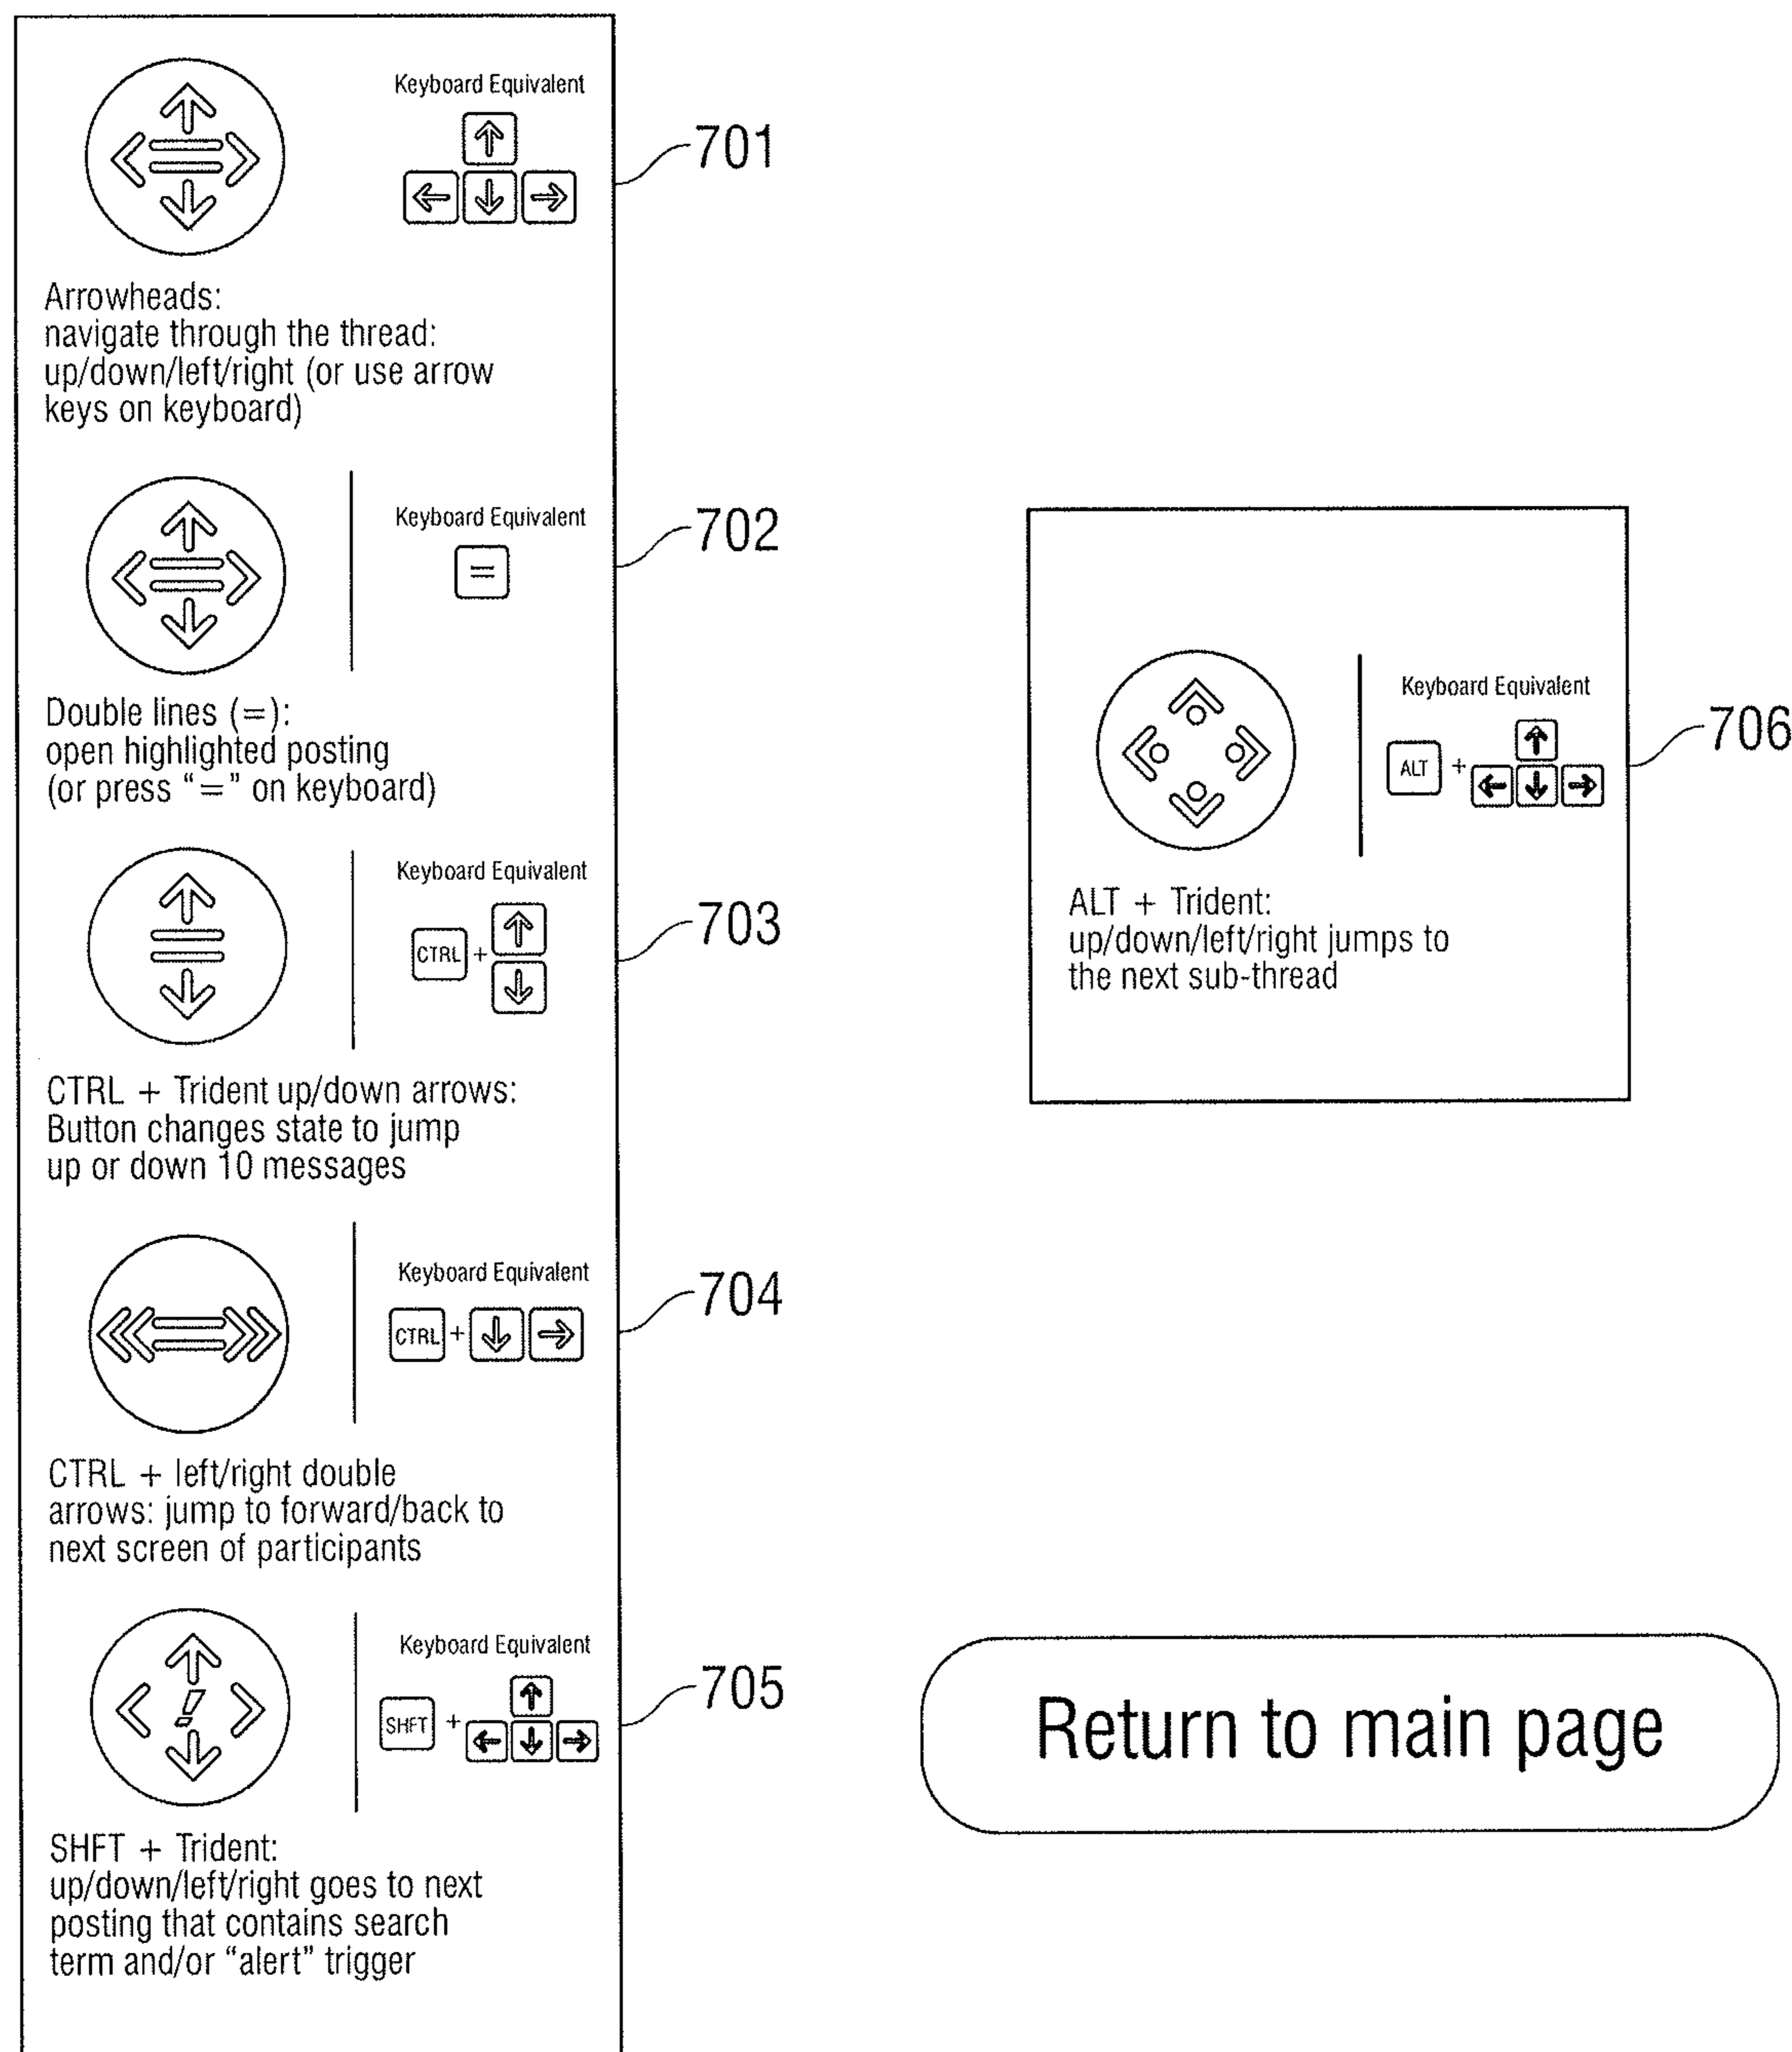 Keyboard Equivalent
701
Arrowheads:
navigate through the thread:
up/down/left/right (or use arrow
keys on keyboard)
Keyboard Equivalent
=
702
Double lines (=):
open highlighted posting
(or press "=" on keyboard)
Keyboard Equivalent
CTRL +
703
CTRL + Trident up/down arrows:
Button changes state to jump
up or down 10 messages
Keyboard Equivalent
CTRL +
704
CTRL + left/right double
arrows: jump to forward/back to
next screen of participants
!
Keyboard Equivalent
SHFT +
705
SHFT + Trident:
up/down/left/right goes to next
posting that contains search
term and/or "alert" trigger
Keyboard Equivalent
ALT +
706
ALT + Trident:
up/down/left/right jumps to
the next sub-thread
Return to main page